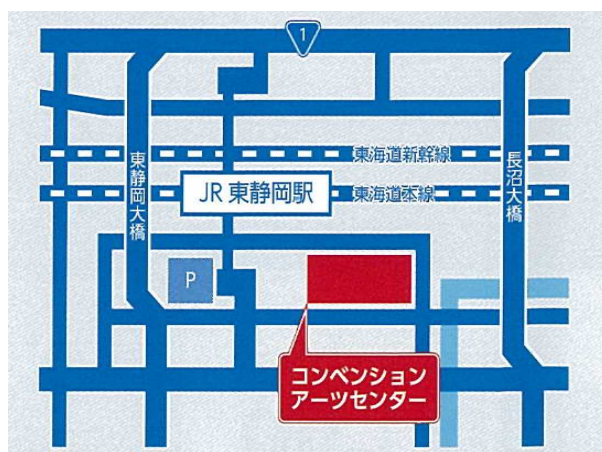 1
東海道新幹線
東静岡大橋
長沼大橋
JR 東静岡駅
東海道本線
P
コンベンション
アーツセンター